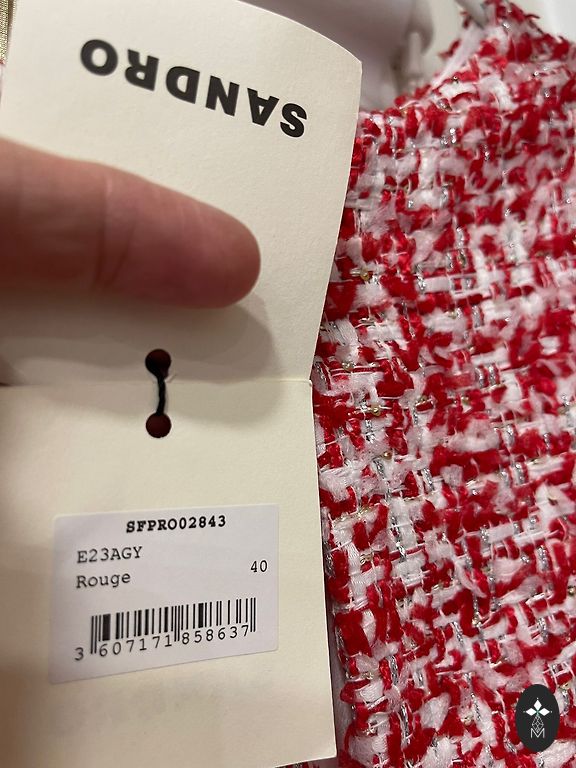 SANDRO
SFPRO02843
E23AGY
Rouge
40
3 607171 858637
M